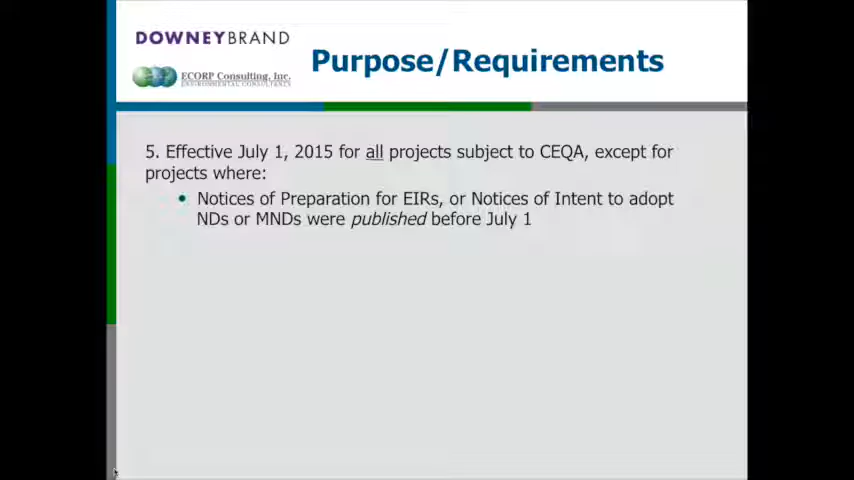 DOWNEYBRAND
ECORP Consulting, Inc.
ENVIRONMENTAL CONSULTANTS
Purpose/Requirements
5. Effective July 1, 2015 for all projects subject to CEQA, except for
projects where:
• Notices of Preparation for EIRs, or Notices of Intent to adopt
NDs or MNDs were published before July 1